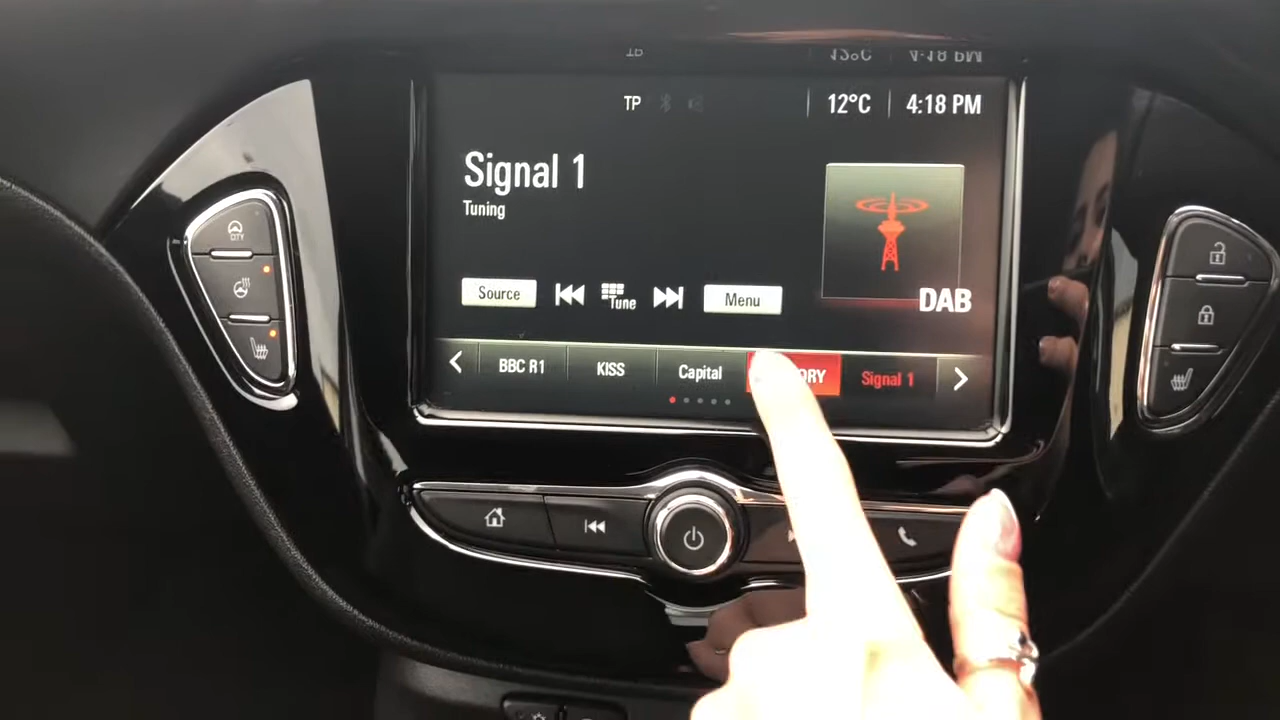 TP 12°C 4:18 PM
Signal 1
Tuning
DAB
Source Tune Menu
BBC R1 KISS Capital Signal 1
CITY